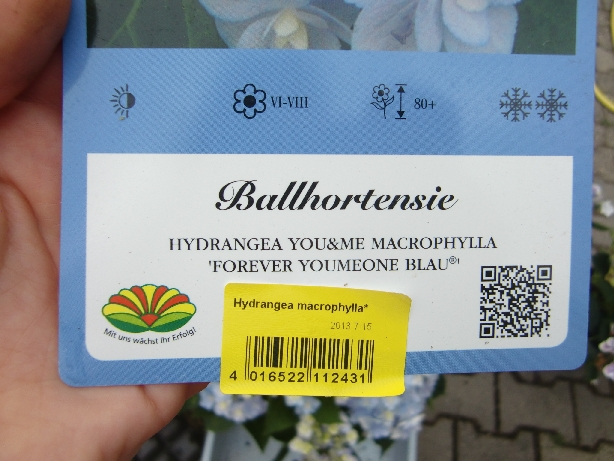 VI-VIII
80+
Ballhortensie
HYDRANGEA YOU&ME MACROPHYLLA
'FOREVER YOUMEONE BLAU®'
Mit uns wächst Ihr Erfolg!
Hydrangea macrophylla*
2013 / 15
4 016522 112431